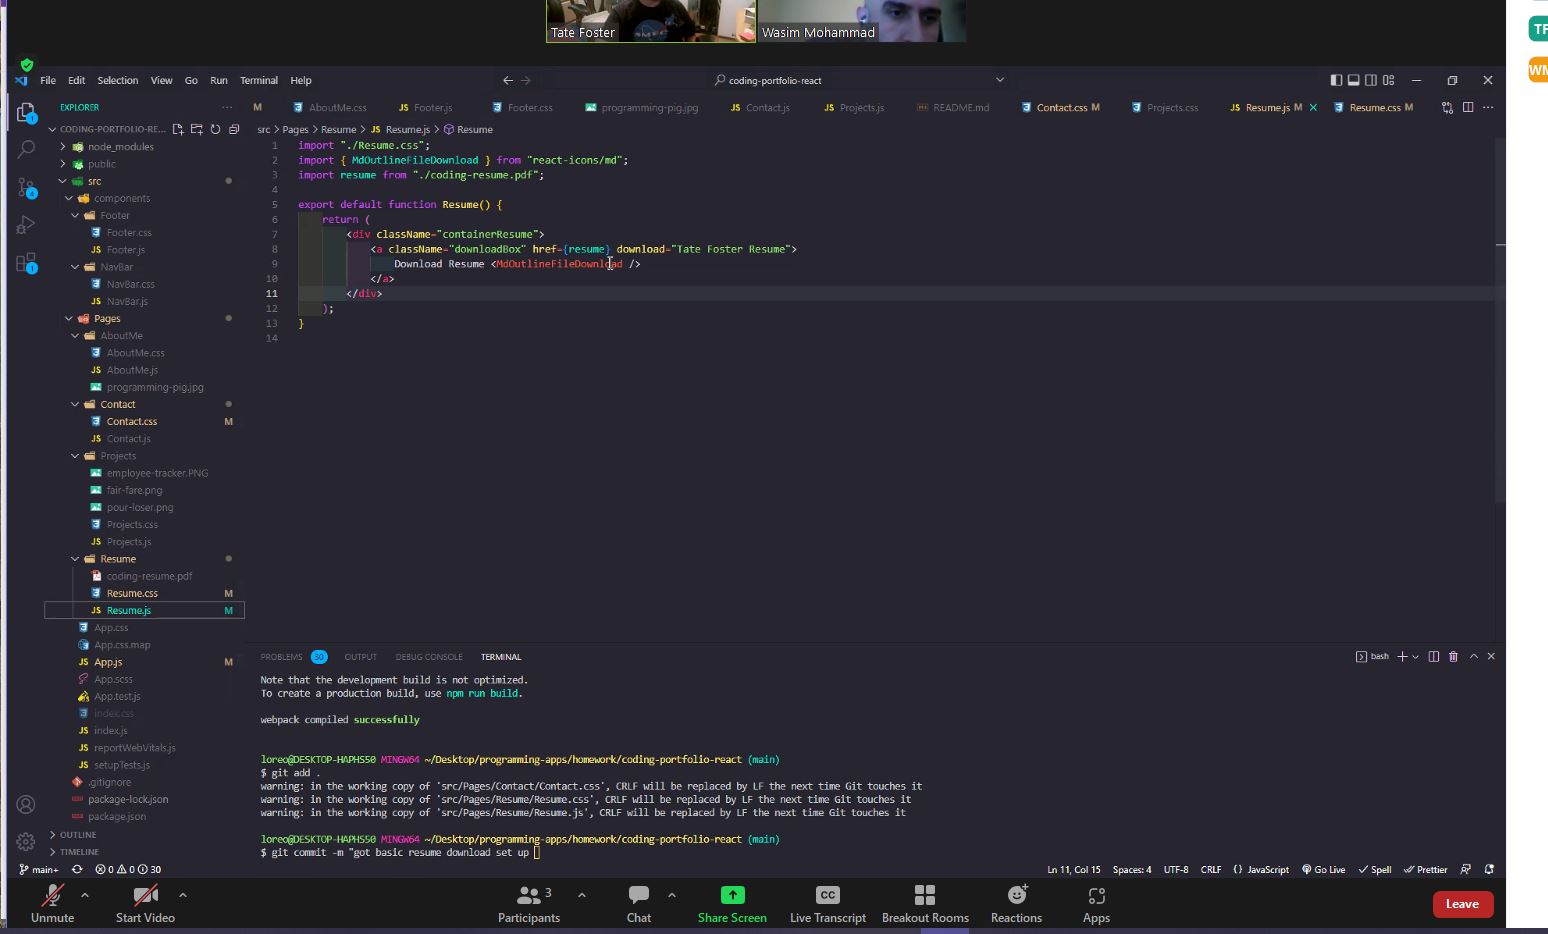 Tate Foster
Wasim Mohammad
TF
WM
File Edit Selection View Go Run Terminal Help
coding-portfolio-react
EXPLORER
M AboutMe.css Footer.js Footer.css programming-pig.jpg Contact.js Projects.js README.md Contact.css M Projects.css Resume.js M Resume.css M
CODING-PORTFOLIO-RE...
src > Pages > Resume > JS Resume.js > Resume
node_modules
public
src
components
Footer
Footer.css
Footer.js
NavBar
NavBar.css
NavBar.js
Pages
AboutMe
AboutMe.css
AboutMe.js
programming-pig.jpg
Contact
Contact.css M
Contact.js
Projects
employee-tracker.PNG
fair-fare.png
pour-loser.png
Projects.css
Projects.js
Resume
coding-resume.pdf
Resume.css M
Resume.js M
App.css
App.css.map
App.js M
App.scss
App.test.js
index.css
index.js
reportWebVitals.js
setupTests.js
.gitignore
package-lock.json
package.json
OUTLINE
TIMELINE
1 import "./Resume.css";
2 import { MdOutlineFileDownload } from "react-icons/md";
3 import resume from "./coding-resume.pdf";
4
5 export default function Resume() {
6 return (
7 <div className="containerResume">
8 <a className="downloadBox" href={resume} download="Tate Foster Resume">
9 Download Resume <MdOutlineFileDownload />
10 </a>
11 </div>
12 );
13 }
14
PROBLEMS 30 OUTPUT DEBUG CONSOLE TERMINAL
bash
Note that the development build is not optimized.
To create a production build, use npm run build.
webpack compiled successfully
loreo@DESKTOP-HAPHS50 MINGW64 ~/Desktop/programming-apps/homework/coding-portfolio-react (main)
$ git add .
warning: in the working copy of 'src/Pages/Contact/Contact.css', CRLF will be replaced by LF the next time Git touches it
warning: in the working copy of 'src/Pages/Resume/Resume.css', CRLF will be replaced by LF the next time Git touches it
warning: in the working copy of 'src/Pages/Resume/Resume.js', CRLF will be replaced by LF the next time Git touches it
loreo@DESKTOP-HAPHS50 MINGW64 ~/Desktop/programming-apps/homework/coding-portfolio-react (main)
$ git commit -m "got basic resume download set up
main+ 0 0 30 Ln 11, Col 15 Spaces: 4 UTF-8 CRLF {} JavaScript Go Live Spell Prettier
3
Unmute Start Video Participants Chat Share Screen Live Transcript Breakout Rooms Reactions Apps Leave